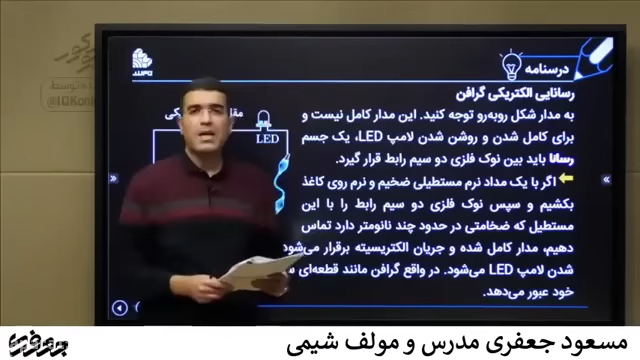 درسنامه
رسانایی الکتریکی گرافن
به مدار شکل روبه‌رو توجه کنید. این مدار کامل نیست و
برای کامل شدن و روشن شدن لامپ LED، یک جسم
رسانا باید بین نوک فلزی دو سیم رابط قرار گیرد.
اگر با یک مداد نرم مستطیلی ضخیم و نرم روی کاغذ
بکشیم و سپس نوک فلزی دو سیم رابط را با این
مستطیل که ضخامتی در حدود چند نانومتر دارد تماس
دهیم، مدار کامل شده و جریان الکتریسیته برقرار می‌شود
شدن لامپ LED می‌شود. در واقع گرافن مانند قطعه‌ای
خود عبور می‌دهد.
LED
@10Kon
مسعود جعفری مدرس و مولف شیمی